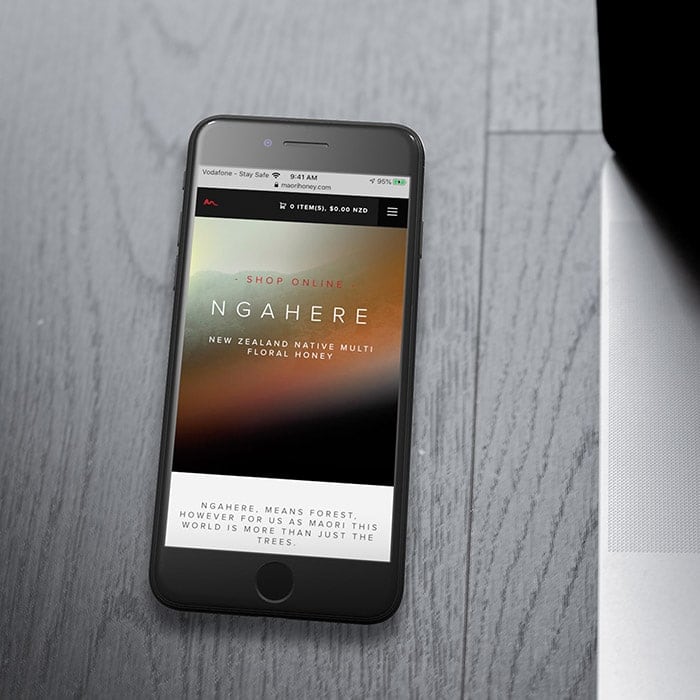 Vodafone - Stay Safe 9:41 AM 95%
maorihoney.com
0 ITEM(S), $0.00 NZD
- SHOP ONLINE -
NGAHERE
NEW ZEALAND NATIVE MULTI
FLORAL HONEY
NGAHERE, MEANS FOREST,
HOWEVER FOR US AS MAORI THIS
WORLD IS MORE THAN JUST THE
TREES.